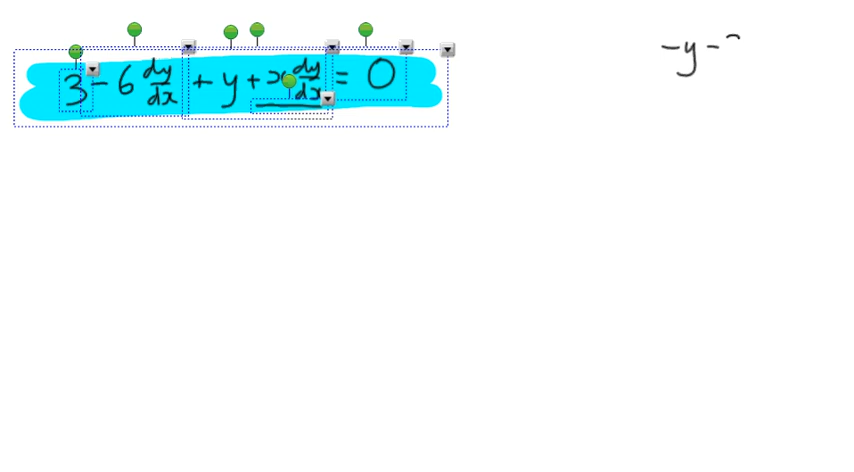 3 - 6 dy/dx + y + x dy/dx = 0
-y -